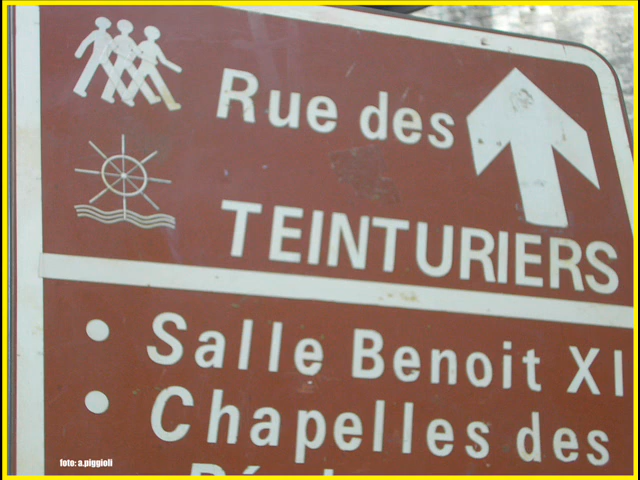 Rue des
TEINTURIERS
• Salle Benoit XI
• Chapelles des
foto: a.piggioli